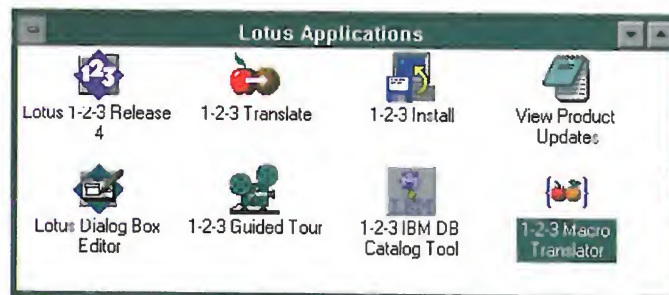 Lotus Applications
123
Lotus 1-2-3 Release
4
1-2-3 Translate
1-2-3 Install
View Product
Updates
Lotus Dialog Box
Editor
1-2-3 Guided Tour
1-2-3 IBM DB
Catalog Tool
1-2-3 Macro
Translator